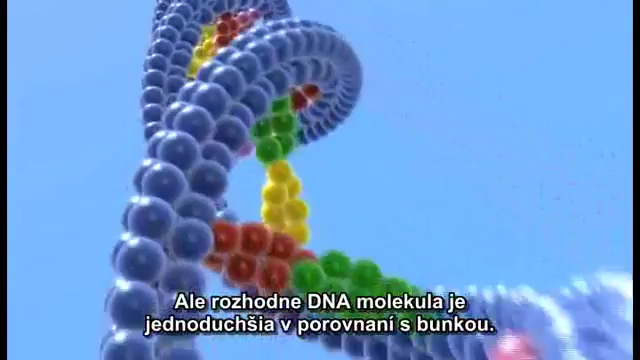 Ale rozhodne DNA molekula je
jednoduchšia v porovnaní s bunkou.